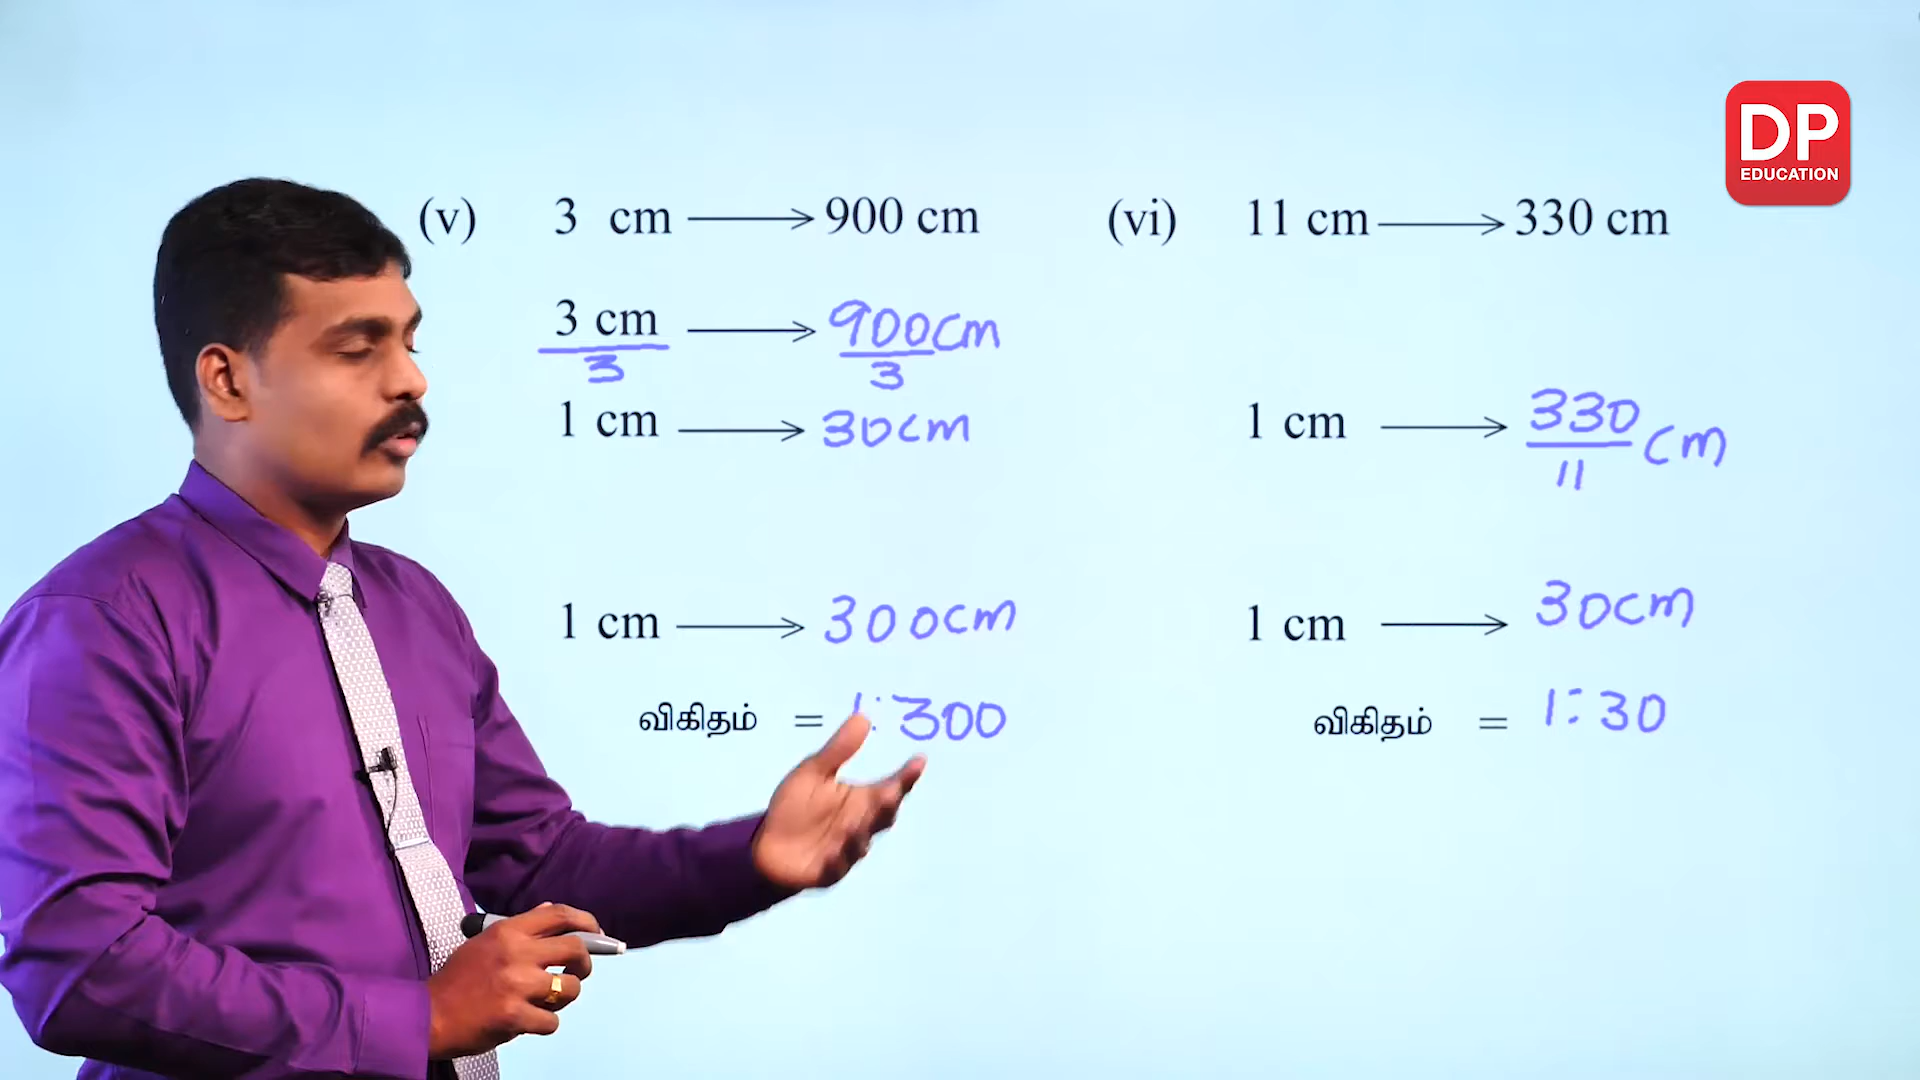 DP
EDUCATION
(v) 3 cm → 900 cm
3 cm / 3 → 900cm / 3
1 cm → 30cm
1 cm → 300cm
விகிதம் = 1:300
(vi) 11 cm → 330 cm
1 cm → 330/11 cm
1 cm → 30cm
விகிதம் = 1:30